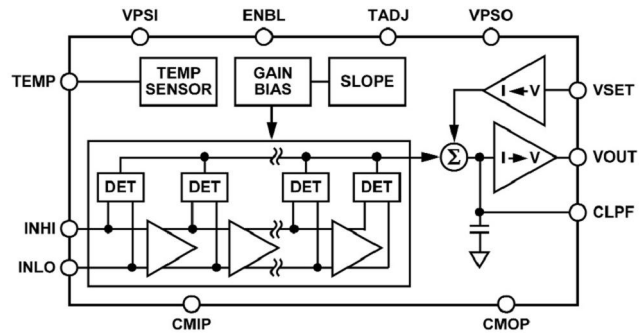 VPSI ENBL TADJ VPSO
TEMP
TEMP
SENSOR
GAIN
BIAS
SLOPE
I V
VSET
Σ
I V
VOUT
DET DET DET DET
CLPF
INHI
INLO
CMIP CMOP